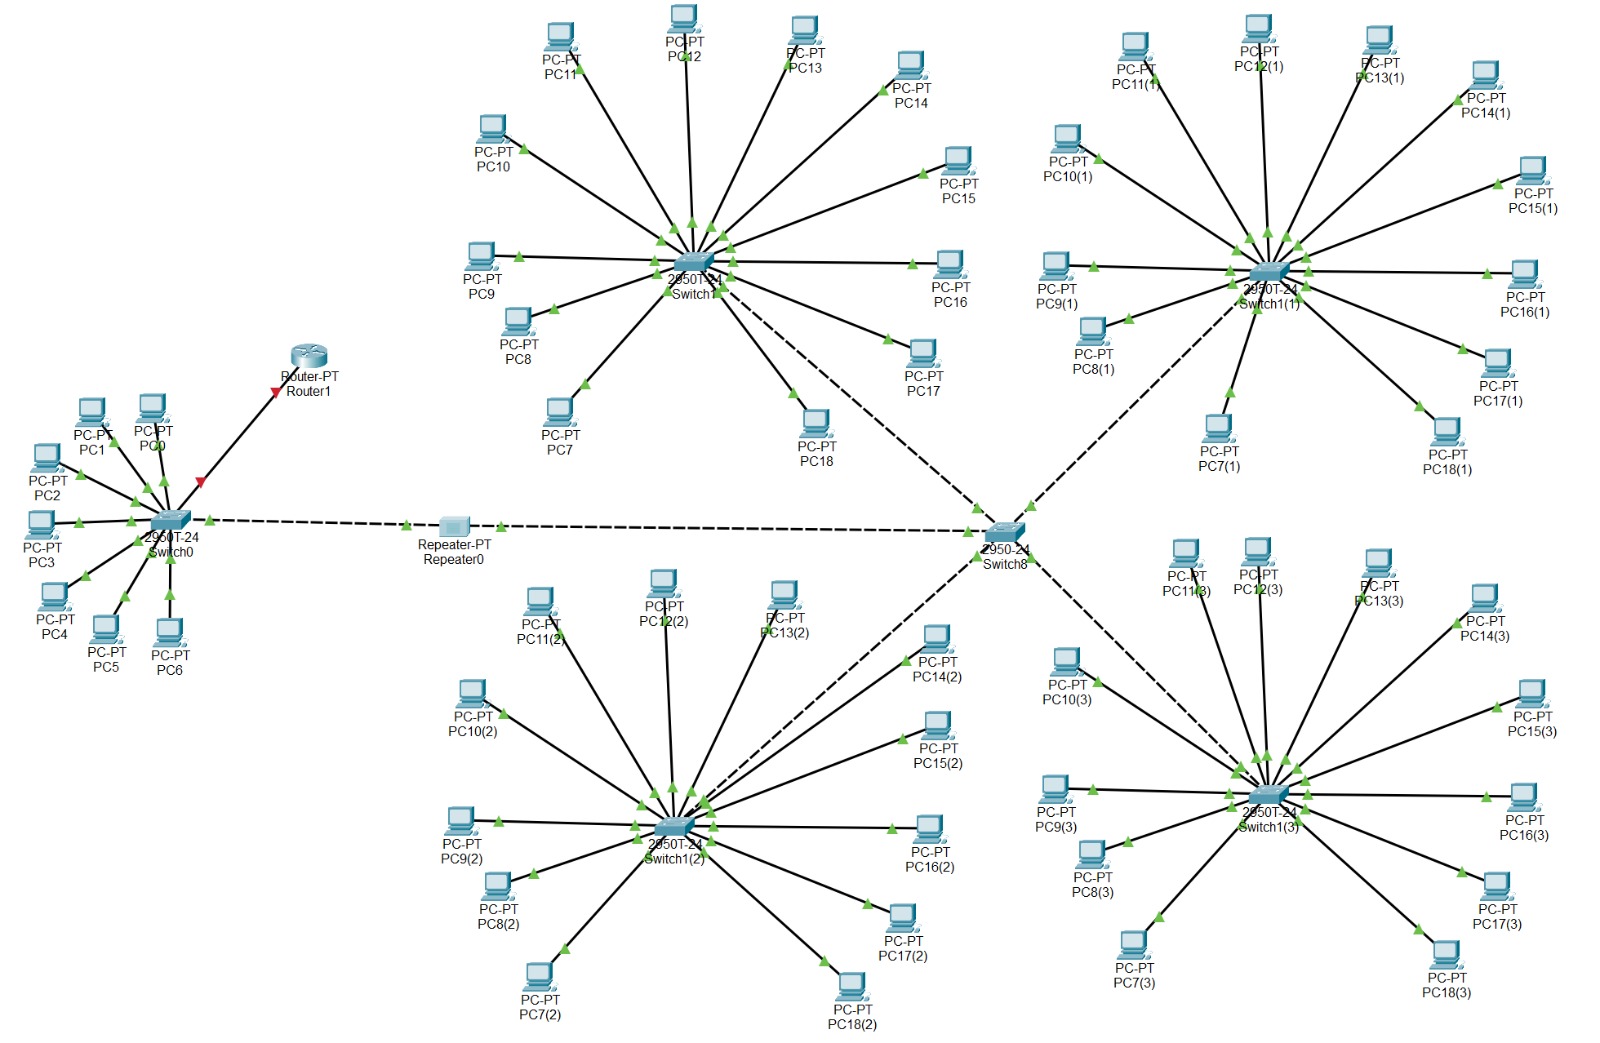 PC-PT
PC11
PC-PT
PC12
PC-PT
PC13
PC-PT
PC14
PC-PT
PC10
PC-PT
PC15
PC-PT
PC9
2950T-24
Switch1
PC-PT
PC16
PC-PT
PC8
PC-PT
PC17
PC-PT
PC7
PC-PT
PC18
PC-PT
PC11(1)
PC-PT
PC12(1)
PC-PT
PC13(1)
PC-PT
PC14(1)
PC-PT
PC10(1)
PC-PT
PC15(1)
PC-PT
PC9(1)
2950T-24
Switch1(1)
PC-PT
PC16(1)
PC-PT
PC8(1)
PC-PT
PC17(1)
PC-PT
PC7(1)
PC-PT
PC18(1)
Router-PT
Router1
PC-PT
PC1
PC-PT
PC0
PC-PT
PC2
PC-PT
PC3
2950T-24
Switch0
PC-PT
PC4
PC-PT
PC5
PC-PT
PC6
Repeater-PT
Repeater0
2950-24
Switch8
PC-PT
PC11(2)
PC-PT
PC12(2)
PC-PT
PC13(2)
PC-PT
PC14(2)
PC-PT
PC10(2)
PC-PT
PC15(2)
PC-PT
PC9(2)
2950T-24
Switch1(2)
PC-PT
PC16(2)
PC-PT
PC8(2)
PC-PT
PC17(2)
PC-PT
PC7(2)
PC-PT
PC18(2)
PC-PT
PC11(3)
PC-PT
PC12(3)
PC-PT
PC13(3)
PC-PT
PC14(3)
PC-PT
PC10(3)
PC-PT
PC15(3)
PC-PT
PC9(3)
2950T-24
Switch1(3)
PC-PT
PC16(3)
PC-PT
PC8(3)
PC-PT
PC17(3)
PC-PT
PC7(3)
PC-PT
PC18(3)